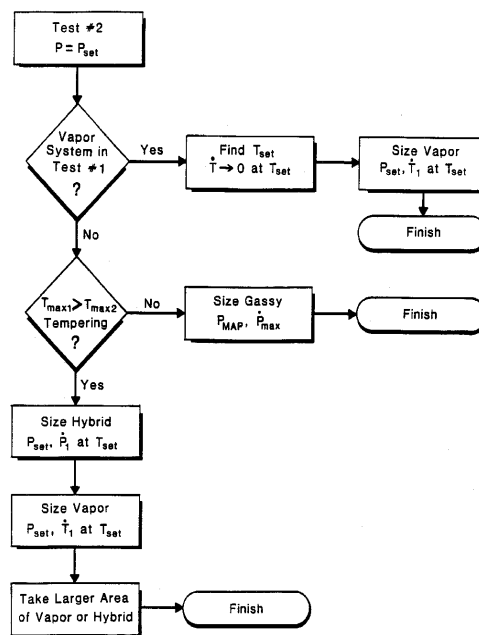 Test #2
P = P_set
Vapor
System in
Test #1
?
Yes
Find T_set
Ṫ → 0 at T_set
Size Vapor
P_set, Ṫ_1 at T_set
Finish
No
T_max1 > T_max2
Tempering
?
No
Size Gassy
P_MAP, Ṗ_max
Finish
Yes
Size Hybrid
P_set, Ṗ_1 at T_set
Size Vapor
P_set, Ṫ_1 at T_set
Take Larger Area
of Vapor or Hybrid
Finish